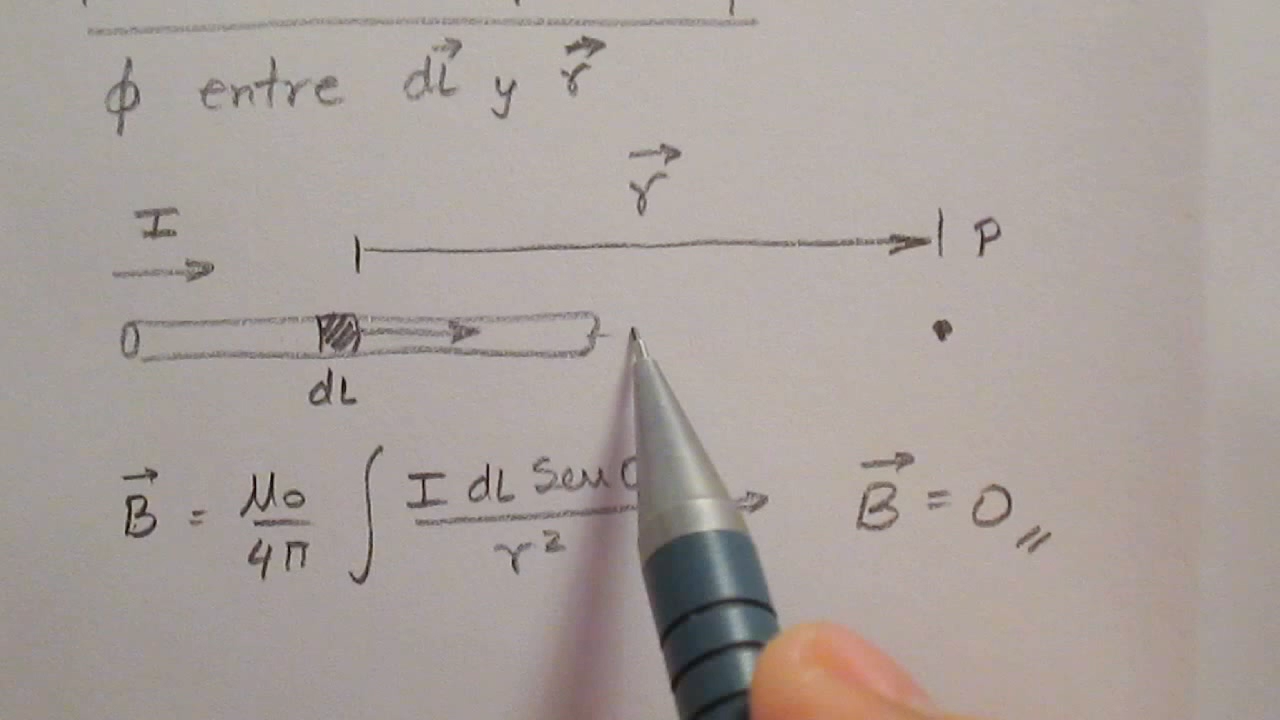 ϕ entre dL⃗ y r⃗
r⃗
I
P
dL
B⃗ = μ₀/4π ∫ I dL Sen / r² → B⃗ = 0 //